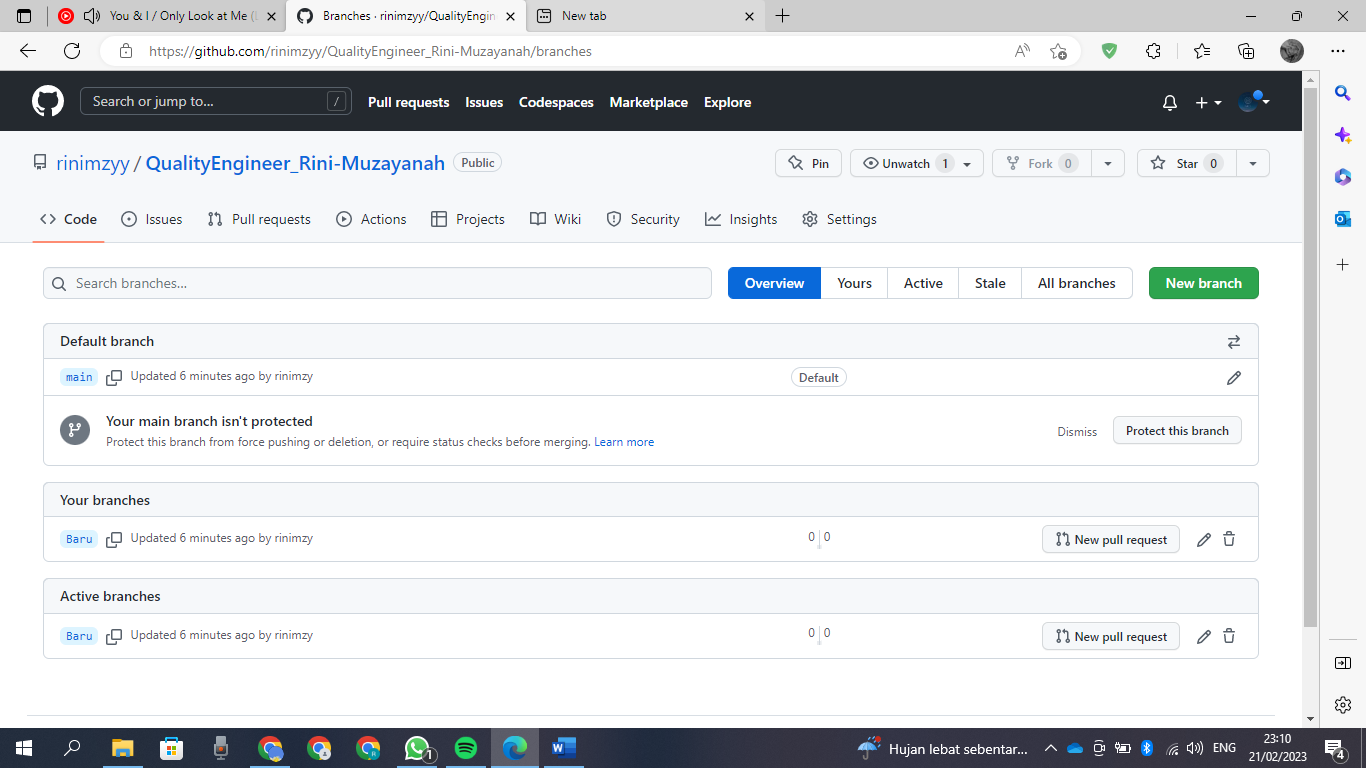 You & I / Only Look at Me (L
Branches · rinimzyy/QualityEngin
New tab
https://github.com/rinimzyy/QualityEngineer_Rini-Muzayanah/branches
Search or jump to...
/
Pull requests
Issues
Codespaces
Marketplace
Explore
rinimzyy / QualityEngineer_Rini-Muzayanah
Public
Pin
Unwatch 1
Fork 0
Star 0
Code
Issues
Pull requests
Actions
Projects
Wiki
Security
Insights
Settings
Search branches...
Overview
Yours
Active
Stale
All branches
New branch
Default branch
main
Updated 6 minutes ago by rinimzy
Default
Your main branch isn't protected
Protect this branch from force pushing or deletion, or require status checks before merging. Learn more
Dismiss
Protect this branch
Your branches
Baru
Updated 6 minutes ago by rinimzy
0 | 0
New pull request
Active branches
Baru
Updated 6 minutes ago by rinimzy
0 | 0
New pull request
1
Hujan lebat sebentar...
ENG
23:10
21/02/2023
4